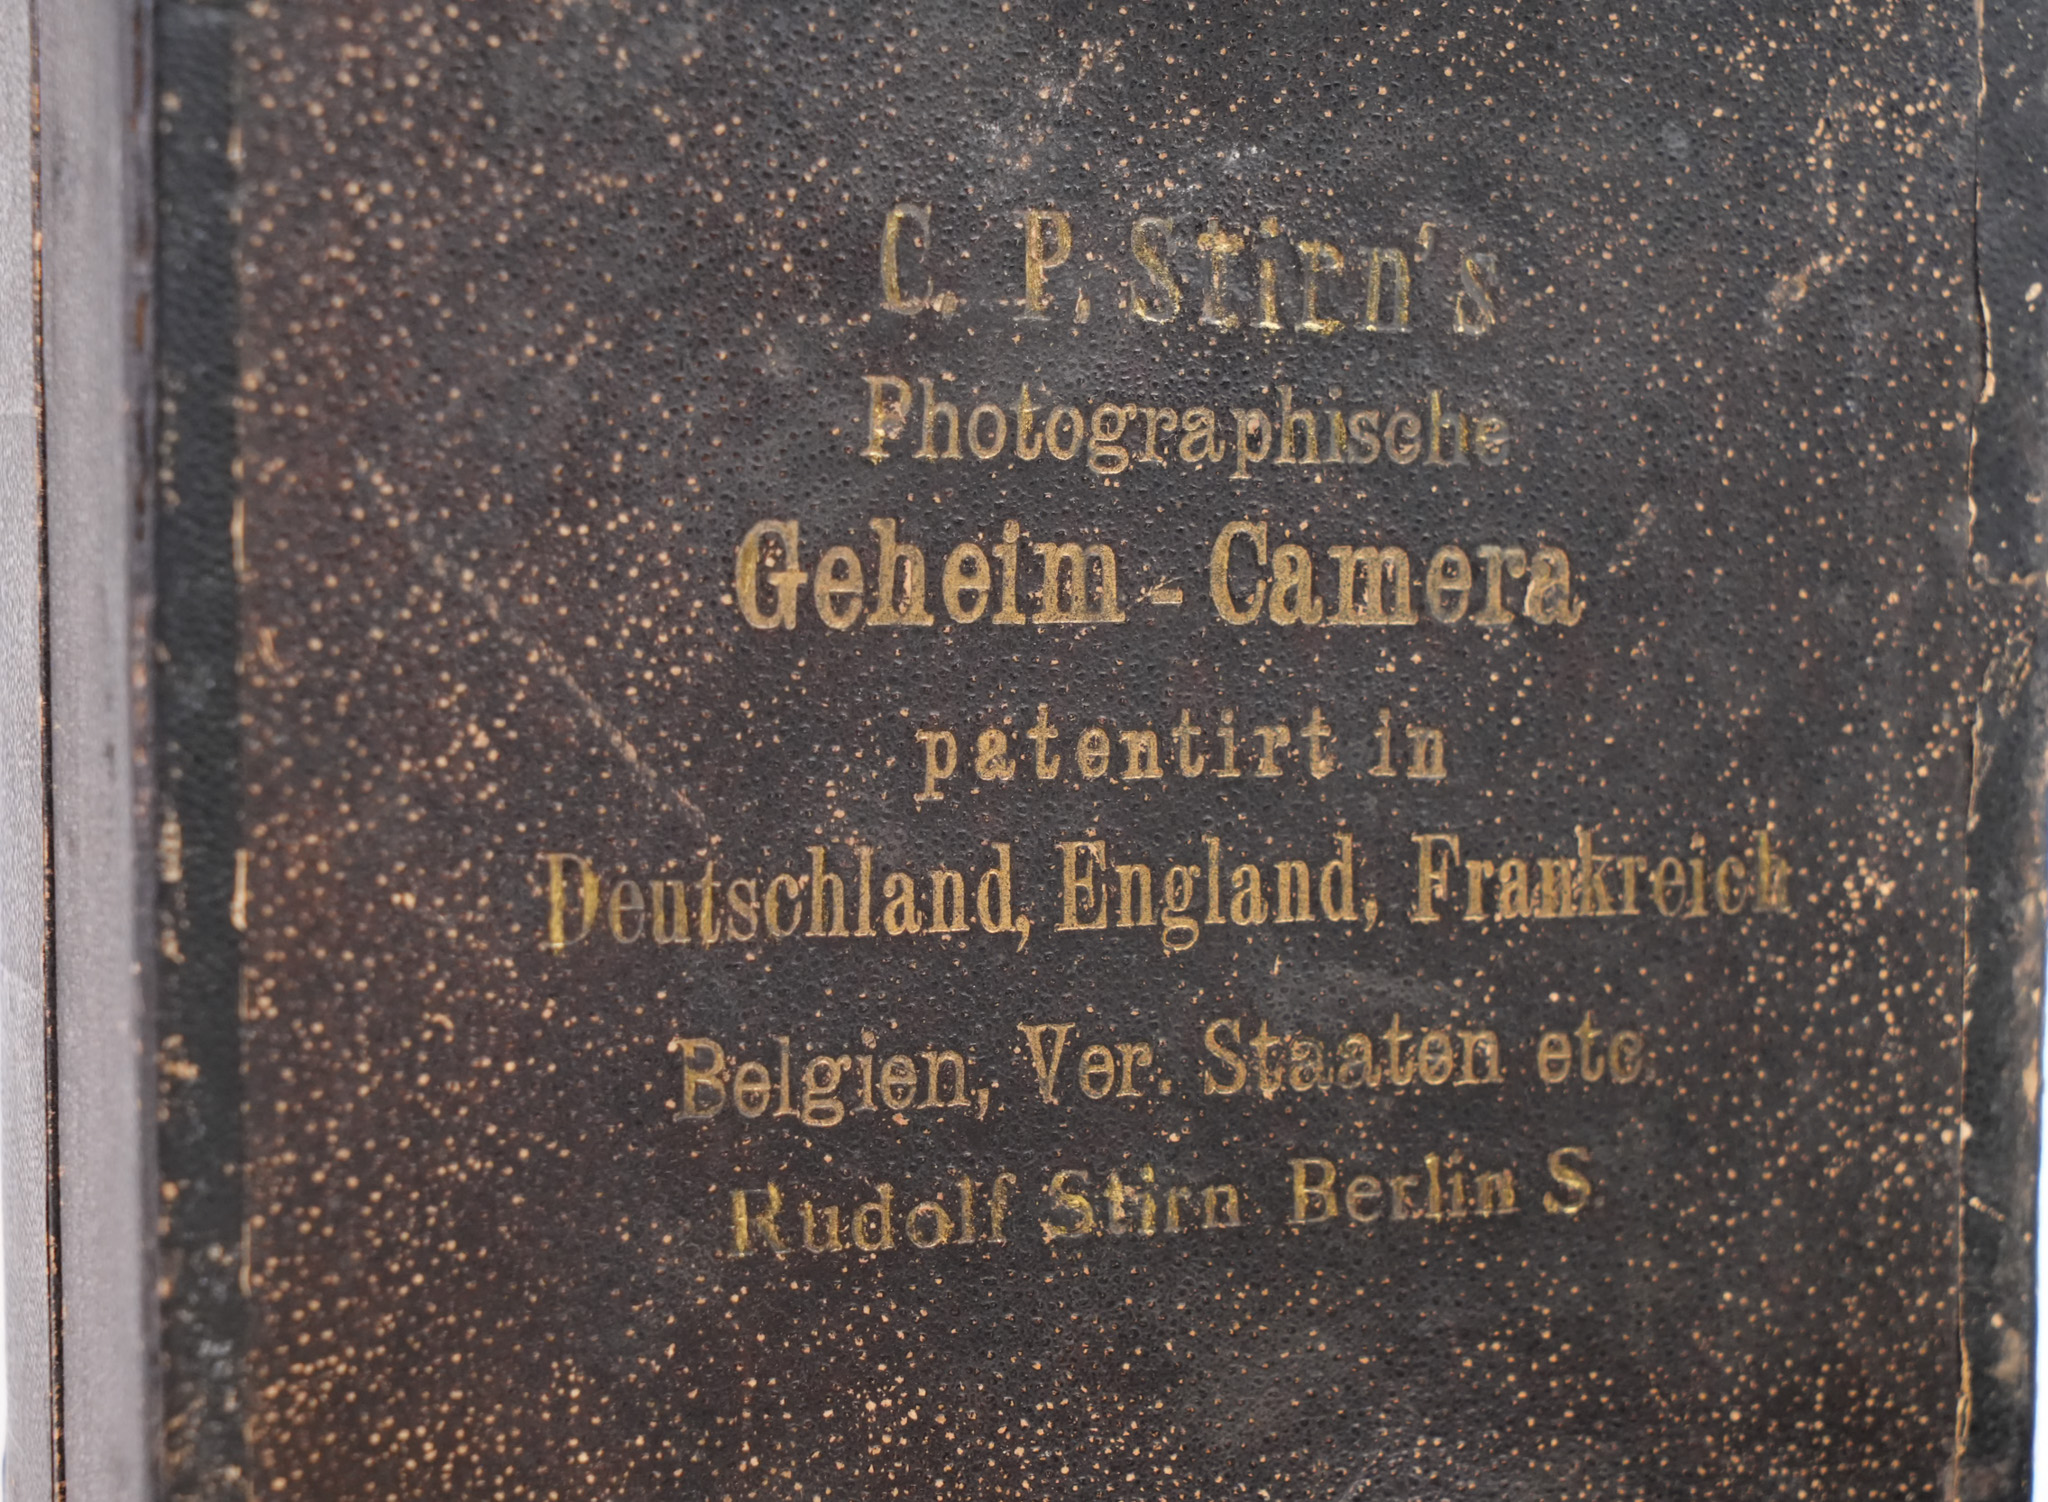 C. P. Stirn's
Photographische
Geheim-Camera
patentirt in
Deutschland, England, Frankreich
Belgien, Ver. Staaten etc
Rudolf Stirn Berlin S